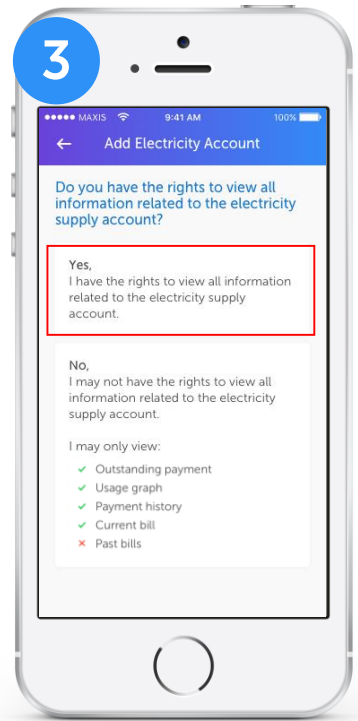 3
MAXIS 9:41 AM 100%
Add Electricity Account
Do you have the rights to view all
information related to the electricity
supply account?
Yes,
I have the rights to view all information
related to the electricity supply
account.
No,
I may not have the rights to view all
information related to the electricity
supply account.
I may only view:
Outstanding payment
Usage graph
Payment history
Current bill
Past bills